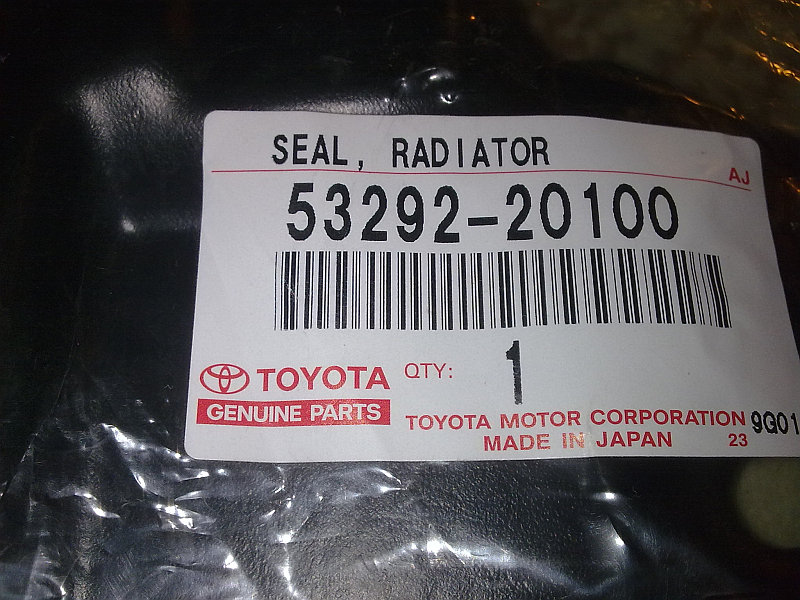 SEAL, RADIATOR
AJ
53292-20100
TOYOTA
GENUINE PARTS
QTY: 1
TOYOTA MOTOR CORPORATION
MADE IN JAPAN 23
9G01